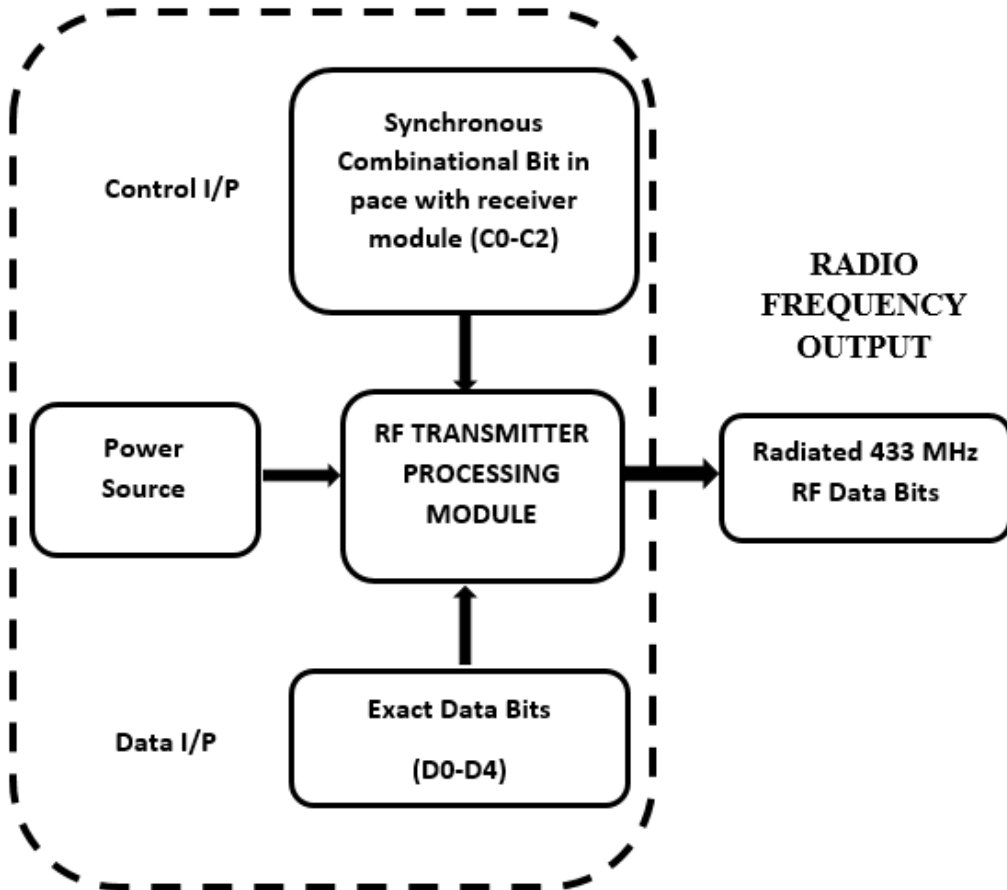 Synchronous
Combinational Bit in
pace with receiver
module (C0-C2)
Control I/P
RADIO
FREQUENCY
OUTPUT
Power
Source
RF TRANSMITTER
PROCESSING
MODULE
Radiated 433 MHz
RF Data Bits
Exact Data Bits
(D0-D4)
Data I/P